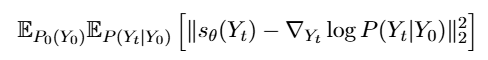 𝔼_{P_0(Y_0)}𝔼_{P(Y_t|Y_0)} [‖s_θ(Y_t) − ∇_{Y_t} log P(Y_t|Y_0)‖_2^2]